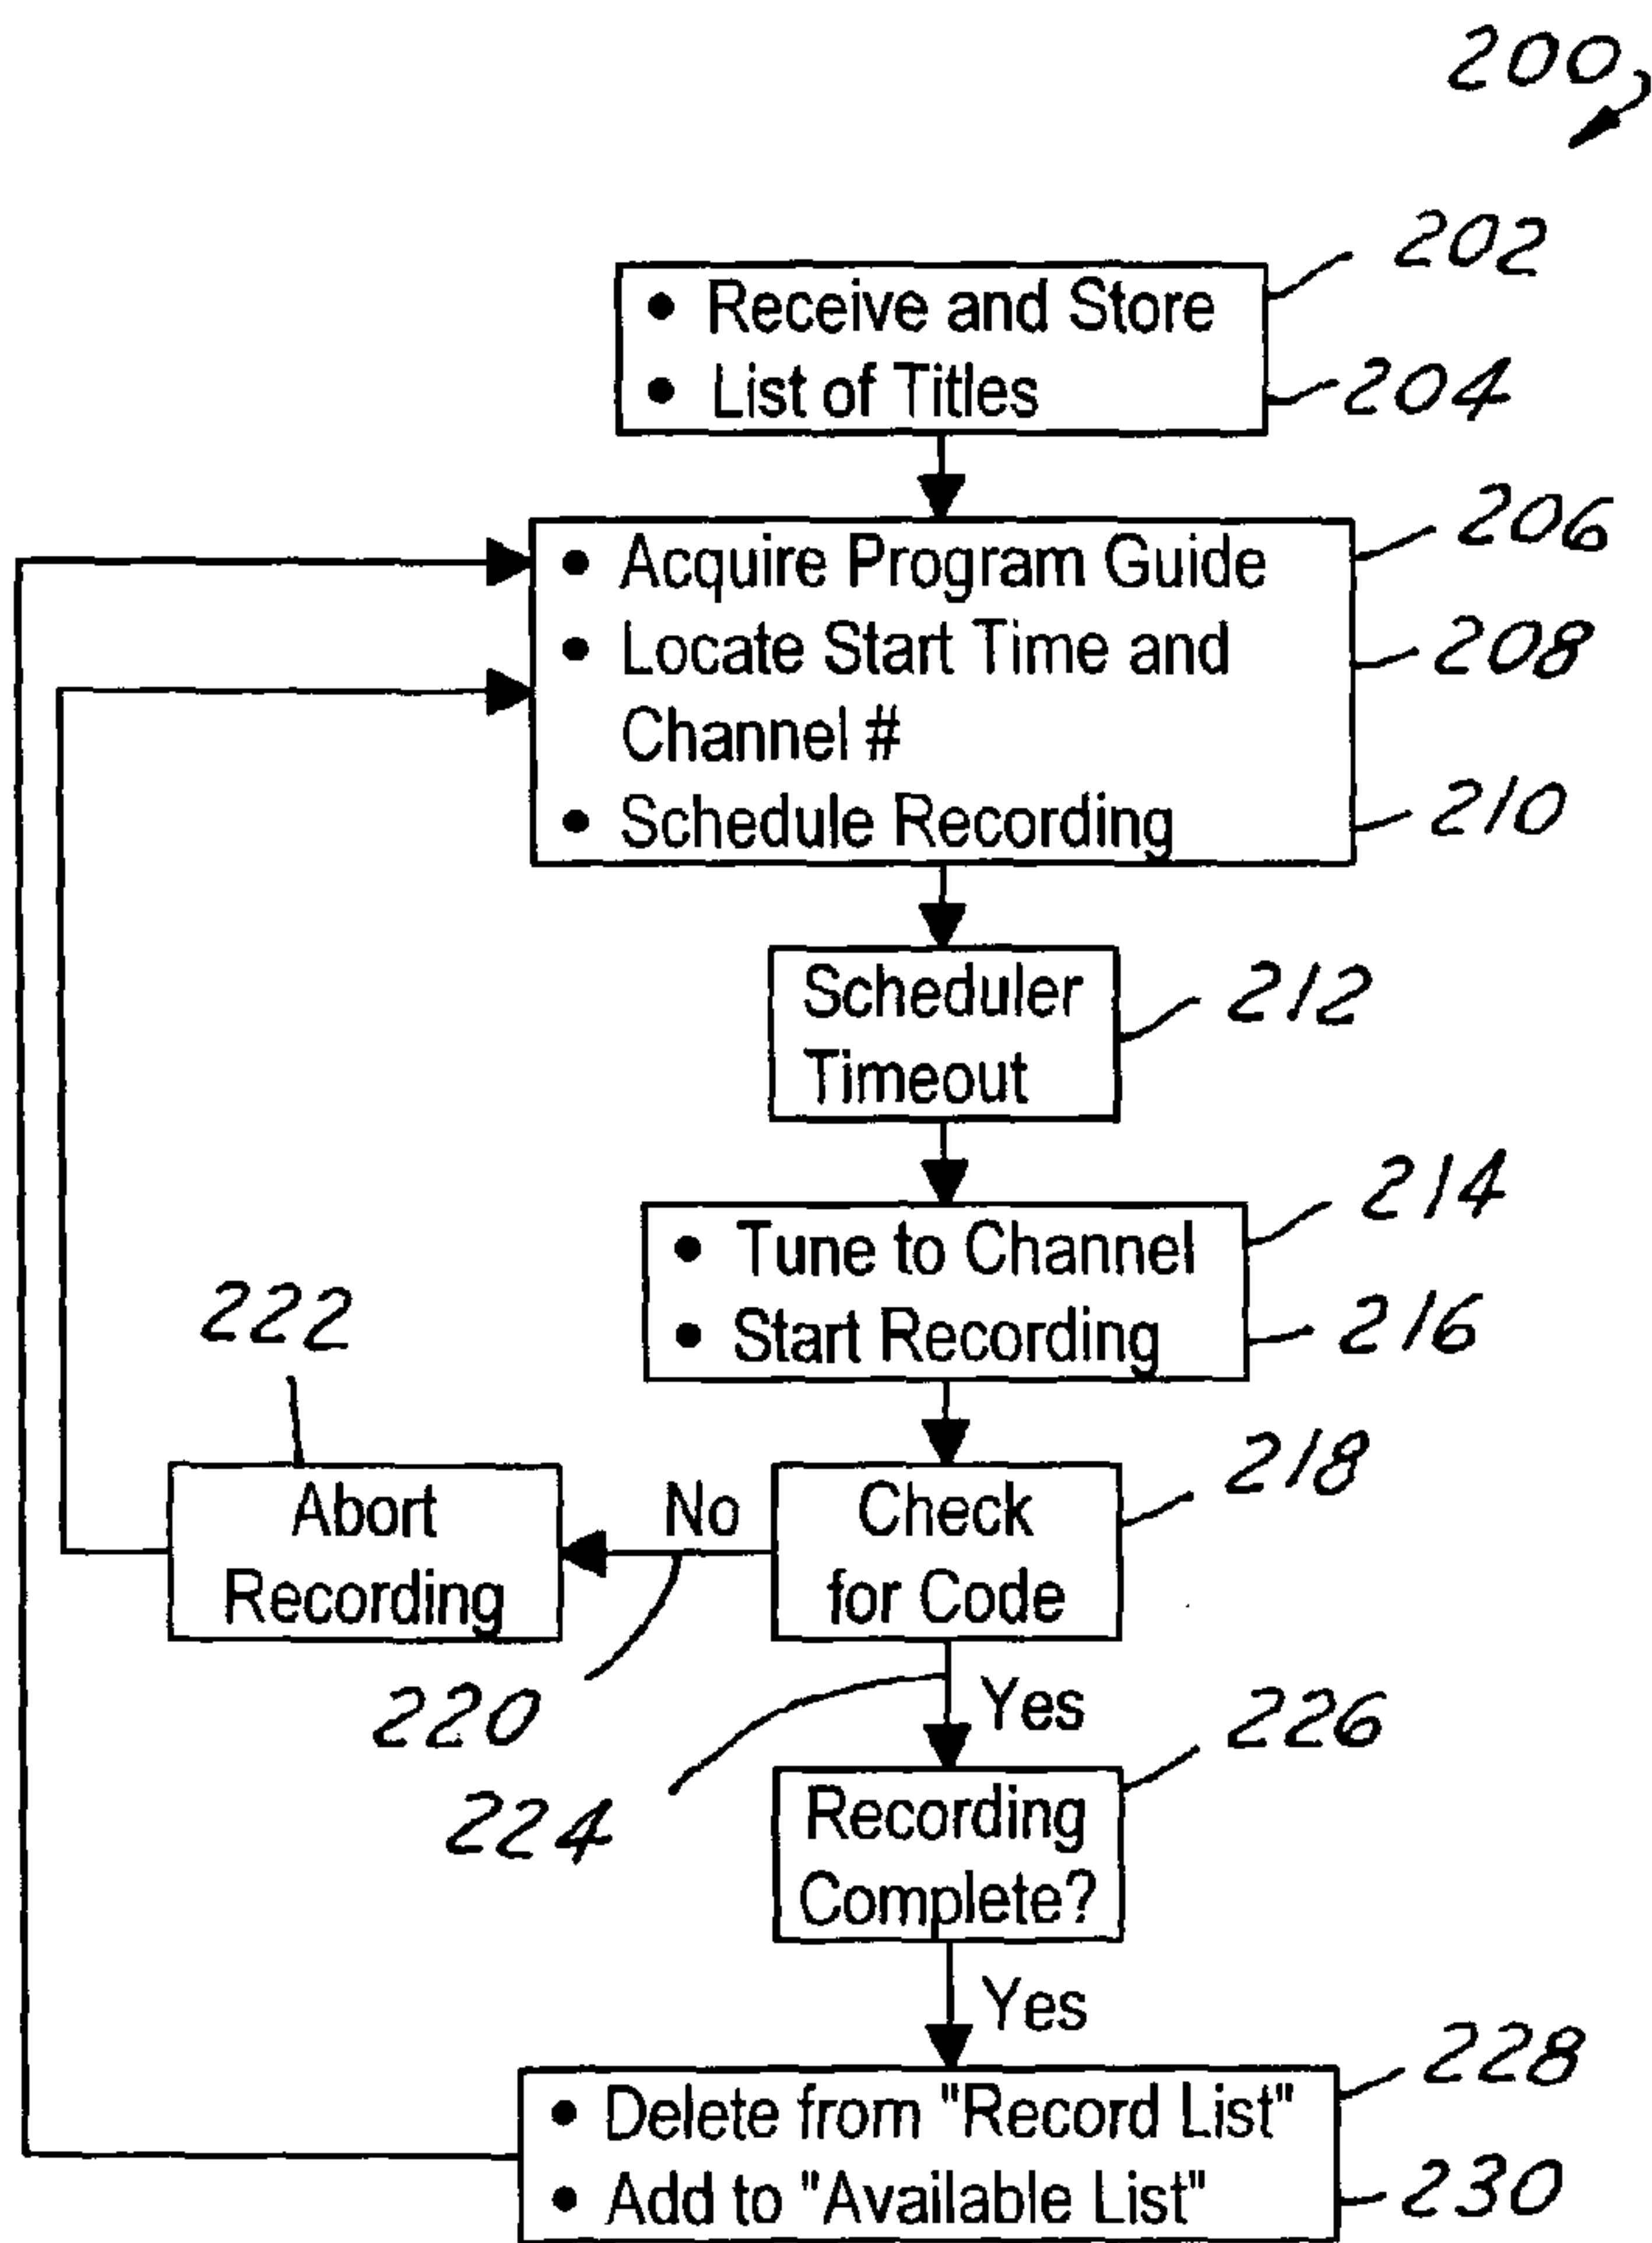 200
202
• Receive and Store
• List of Titles
204
206
• Acquire Program Guide
• Locate Start Time and
208
Channel #
• Schedule Recording
210
Scheduler
212
Timeout
214
• Tune to Channel
• Start Recording
216
222
218
Abort
Recording
No
Check
for Code
220
Yes
226
224
Recording
Complete?
Yes
228
• Delete from "Record List"
• Add to "Available List"
230